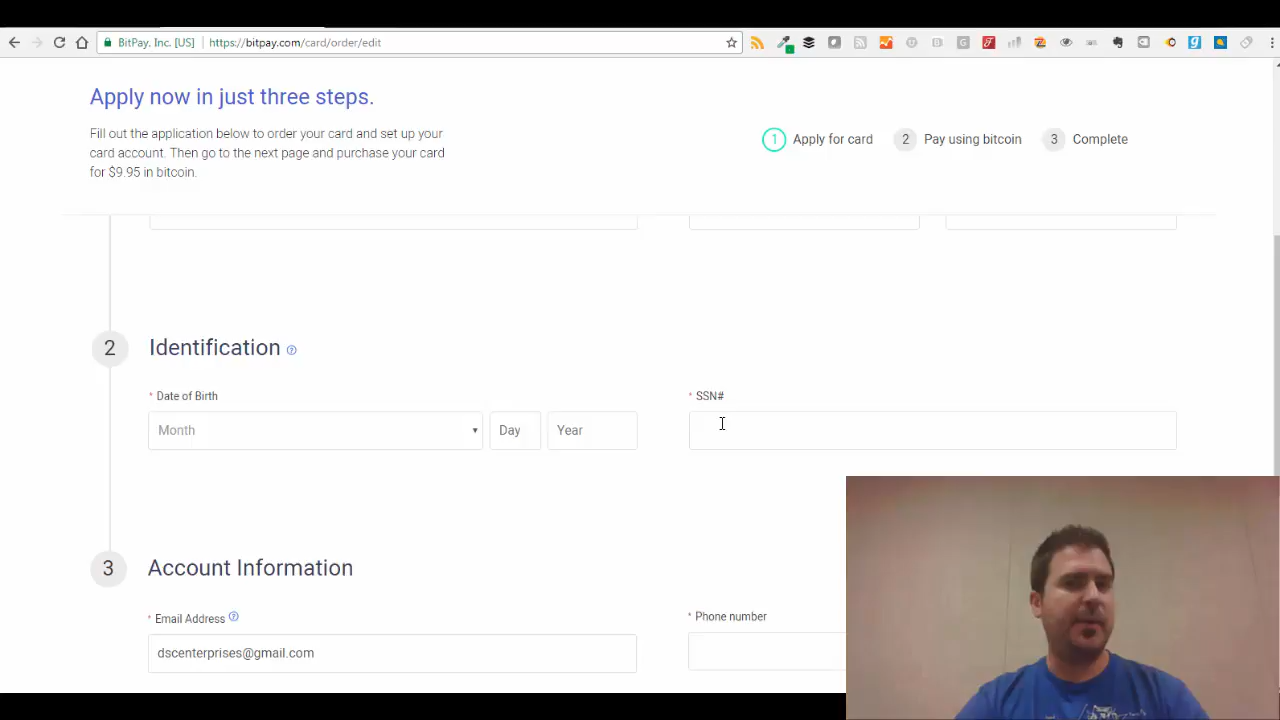 BitPay, Inc. [US] https://bitpay.com/card/order/edit
Apply now in just three steps.
Fill out the application below to order your card and set up your
card account. Then go to the next page and purchase your card
for $9.95 in bitcoin.
1 Apply for card 2 Pay using bitcoin 3 Complete
2 Identification ?
* Date of Birth
Month Day Year
* SSN#
3 Account Information
* Email Address ?
dscenterprises@gmail.com
* Phone number